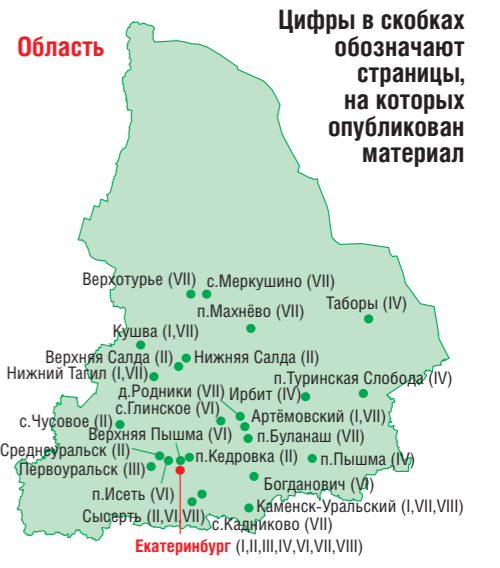 Область
Цифры в скобках
обозначают
страницы,
на которых
опубликован
материал
Верхотурье (VII)
с.Меркушино (VII)
п.Махнёво (VII)
Таборы (IV)
Кушва (I,VII)
Верхняя Салда (II)
Нижняя Салда (II)
Нижний Тагил (I,VII)
п.Туринская Слобода (IV)
д.Родники (VII)
Ирбит (IV)
с.Глинское (VI)
Артёмовский (I,VII)
с.Чусовое (II)
Верхняя Пышма (VI)
п.Буланаш (VII)
Среднеуральск (II)
п.Кедровка (II)
п.Пышма (IV)
Первоуральск (III)
Богданович (VI)
п.Исеть (VI)
Каменск-Уральский (I,VII,VIII)
Сысерть (II,VI,VII)
с.Кадниково (VII)
Екатеринбург (I,II,III,IV,VI,VII,VIII)